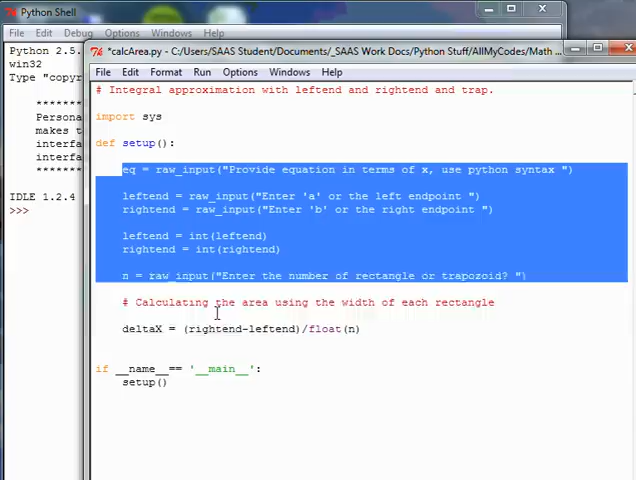 Python Shell
File Edit Debug Options Windows Help
Python 2.5.
win32
Type "copyr
*******
Persona
makes t
interfa
interfa
*******
IDLE 1.2.4
>>>
*calcArea.py - C:/Users/SAAS Student/Documents/_SAAS Work Docs/Python Stuff/AllMyCodes/Math ...
File Edit Format Run Options Windows Help
# Integral approximation with leftend and rightend and trap.
import sys
def setup():
eq = raw_input("Provide equation in terms of x, use python syntax ")
leftend = raw_input("Enter 'a' or the left endpoint ")
rightend = raw_input("Enter 'b' or the right endpoint ")
leftend = int(leftend)
rightend = int(rightend)
n = raw_input("Enter the number of rectangle or trapozoid? ")
# Calculating the area using the width of each rectangle
deltaX = (rightend-leftend)/float(n)
if __name__== '__main__':
setup()